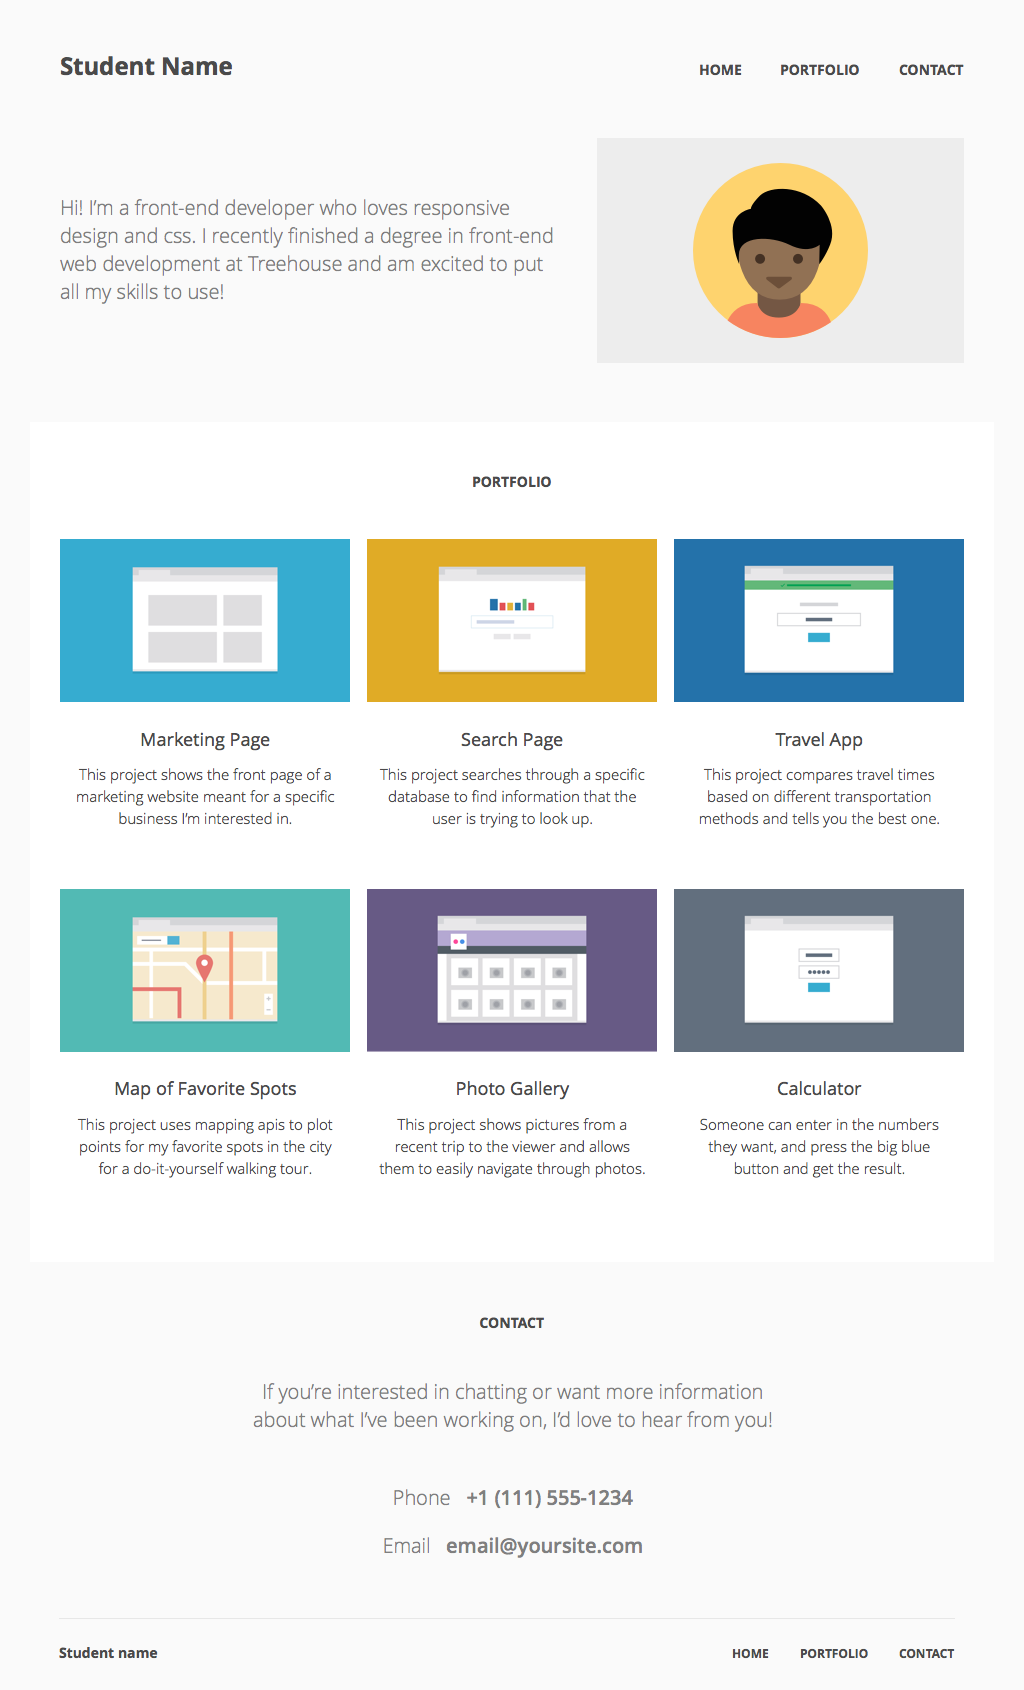 Student Name
HOME PORTFOLIO CONTACT
Hi! I’m a front-end developer who loves responsive
design and css. I recently finished a degree in front-end
web development at Treehouse and am excited to put
all my skills to use!
PORTFOLIO
Marketing Page
This project shows the front page of a
marketing website meant for a specific
business I’m interested in.
Search Page
This project searches through a specific
database to find information that the
user is trying to look up.
Travel App
This project compares travel times
based on different transportation
methods and tells you the best one.
Map of Favorite Spots
This project uses mapping apis to plot
points for my favorite spots in the city
for a do-it-yourself walking tour.
Photo Gallery
This project shows pictures from a
recent trip to the viewer and allows
them to easily navigate through photos.
Calculator
Someone can enter in the numbers
they want, and press the big blue
button and get the result.
CONTACT
If you’re interested in chatting or want more information
about what I’ve been working on, I’d love to hear from you!
Phone +1 (111) 555-1234
Email email@yoursite.com
Student name
HOME PORTFOLIO CONTACT